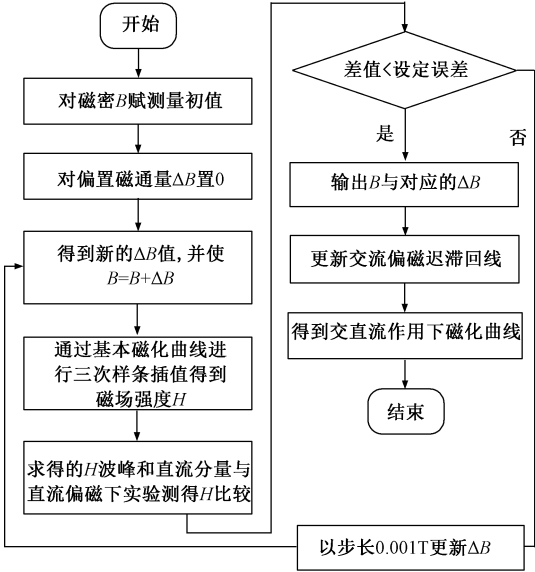 开始
对磁密B赋测量初值
对偏置磁通量ΔB置0
得到新的ΔB值,并使
B=B+ΔB
通过基本磁化曲线进
行三次样条插值得到
磁场强度H
求得的H波峰和直流分量与
直流偏磁下实验测得H比较
差值<设定误差
是
否
输出B与对应的ΔB
更新交流偏磁迟滞回线
得到交直流作用下磁化曲线
结束
以步长0.001T更新ΔB